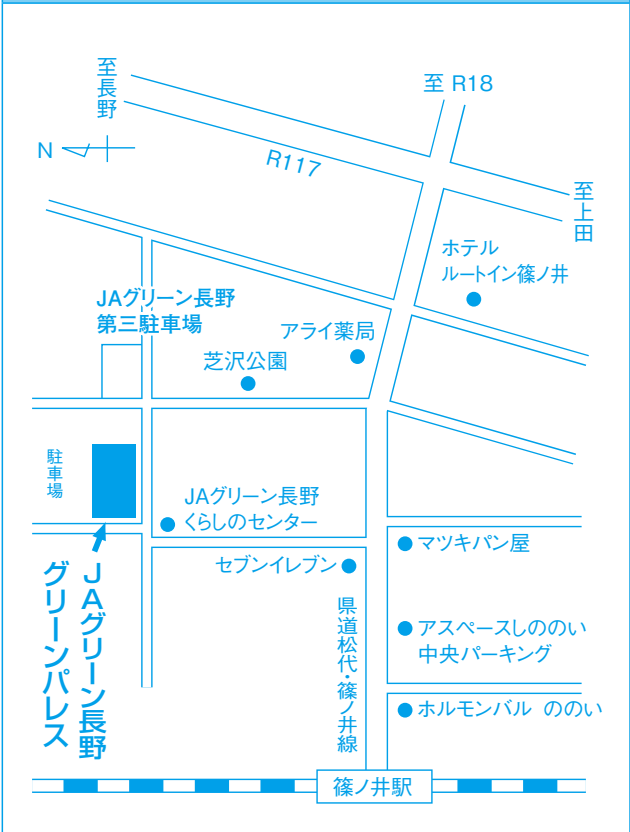 至長野
至 R18
N
R117
至上田
ホテル
ルートイン篠ノ井
JAグリーン長野
第三駐車場
アライ薬局
芝沢公園
駐車場
JAグリーン長野
くらしのセンター
マツキパン屋
セブンイレブン
JAグリーン長野
グリーンパレス
県道松代・篠ノ井線
アスペースしののい
中央パーキング
ホルモンバル ののい
篠ノ井駅